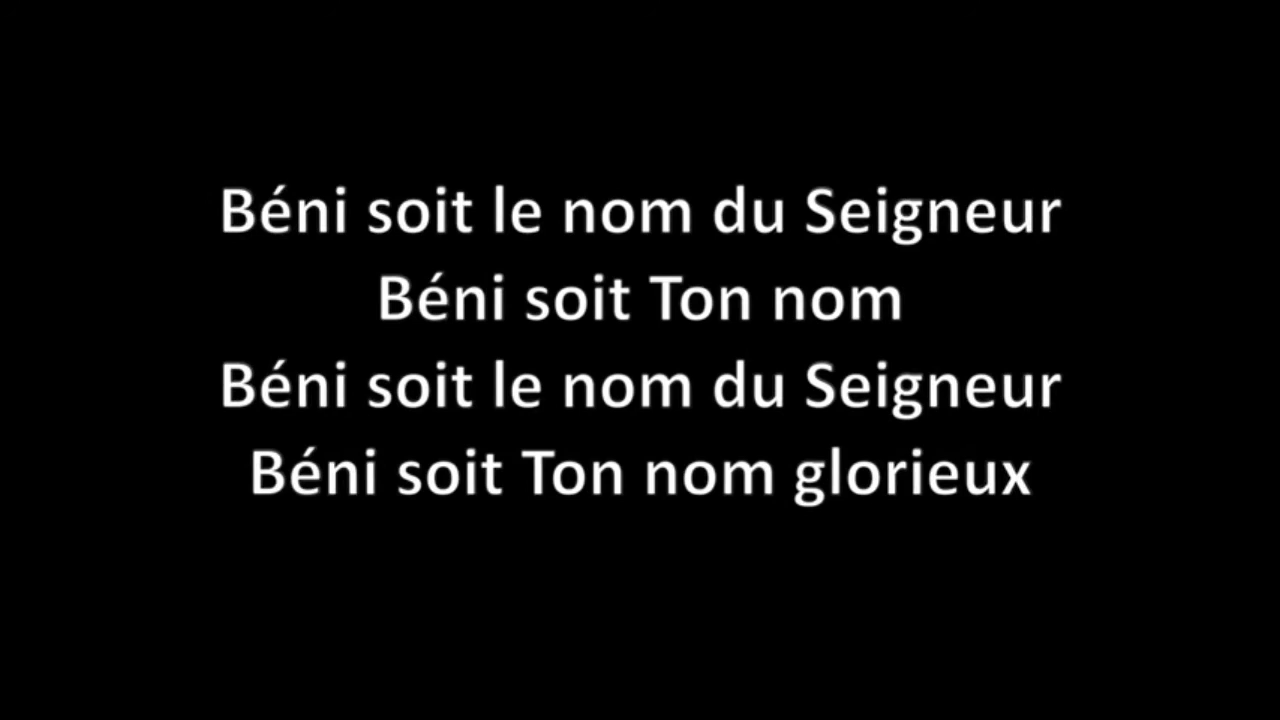 Béni soit le nom du Seigneur
Béni soit Ton nom
Béni soit le nom du Seigneur
Béni soit Ton nom glorieux